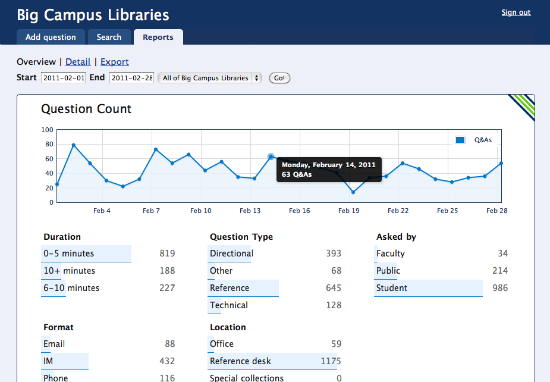 Big Campus Libraries
Sign out
Add question Search Reports
Overview | Detail | Export
Start 2011-02-01 End 2011-02-28 All of Big Campus Libraries Go!
Question Count
100
80
60
40
20
0
Q&As
Monday, February 14, 2011
63 Q&As
Feb 4 Feb 7 Feb 10 Feb 13 Feb 16 Feb 19 Feb 22 Feb 25 Feb 28
Duration
0-5 minutes 819
10+ minutes 188
6-10 minutes 227
Question Type
Directional 393
Other 68
Reference 645
Technical 128
Asked by
Faculty 34
Public 214
Student 986
Format
Email 88
IM 432
Phone 116
Location
Office 59
Reference desk 1175
Special collections 0